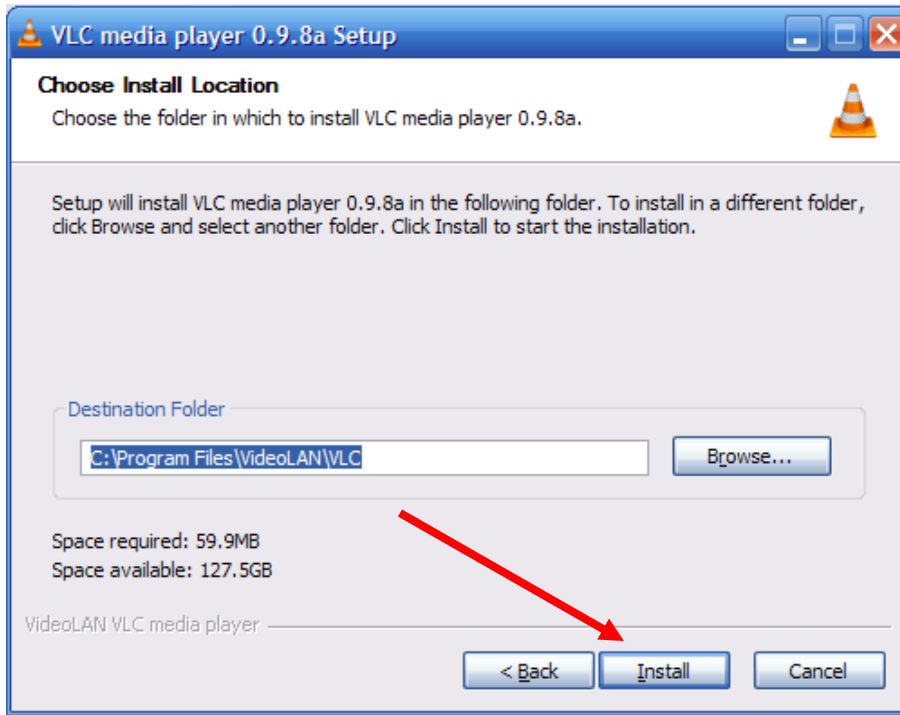 VLC media player 0.9.8a Setup
Choose Install Location
Choose the folder in which to install VLC media player 0.9.8a.
Setup will install VLC media player 0.9.8a in the following folder. To install in a different folder,
click Browse and select another folder. Click Install to start the installation.
Destination Folder
C:\Program Files\VideoLAN\VLC
Browse...
Space required: 59.9MB
Space available: 127.5GB
VideoLAN VLC media player
< Back
Install
Cancel